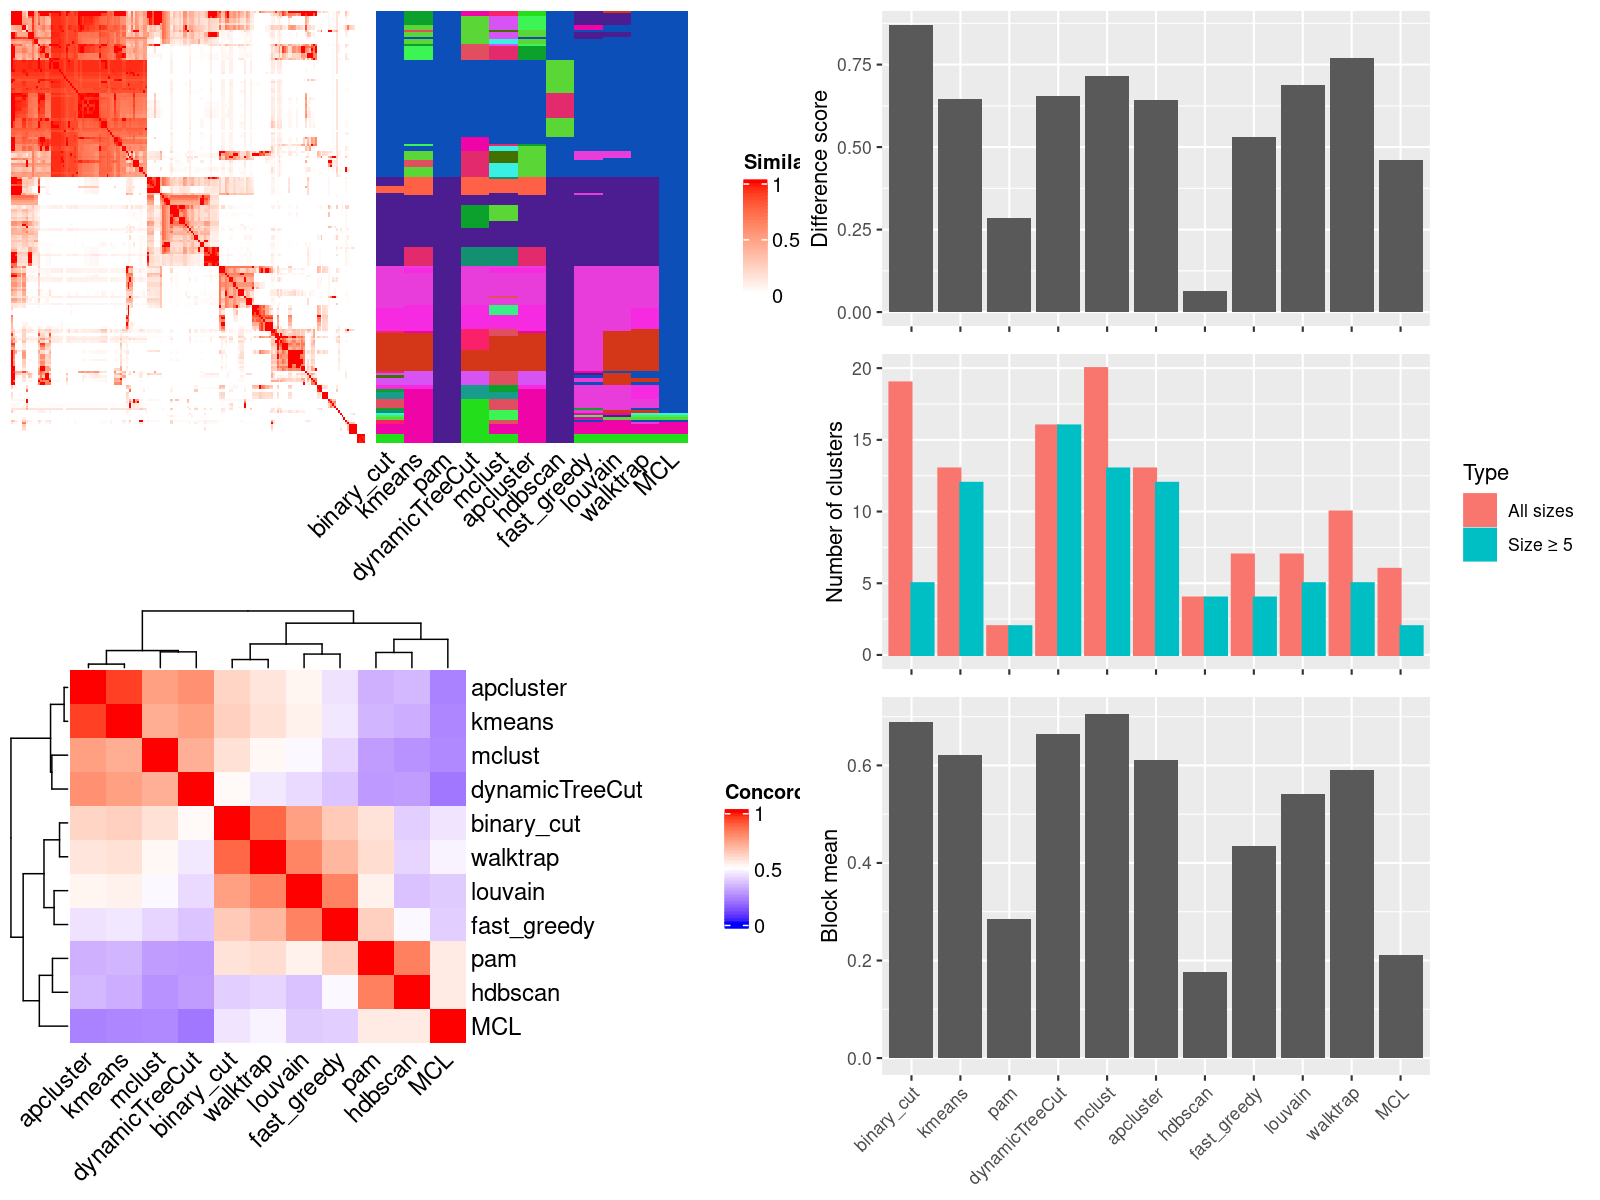 Simila
1
0.5
0
binary_cut
kmeans
pam
dynamicTreeCut
mclust
apcluster
hdbscan
fast_greedy
louvain
walktrap
MCL
Difference score
0.75
0.50
0.25
0.00
Number of clusters
20
15
10
5
0
Type
All sizes
Size ≥ 5
apcluster
kmeans
mclust
dynamicTreeCut
binary_cut
walktrap
louvain
fast_greedy
pam
hdbscan
MCL
apcluster
kmeans
mclust
dynamicTreeCut
binary_cut
walktrap
louvain
fast_greedy
pam
hdbscan
MCL
Concord
1
0.5
0
Block mean
0.6
0.4
0.2
0.0
binary_cut
kmeans
pam
dynamicTreeCut
mclust
apcluster
hdbscan
fast_greedy
louvain
walktrap
MCL